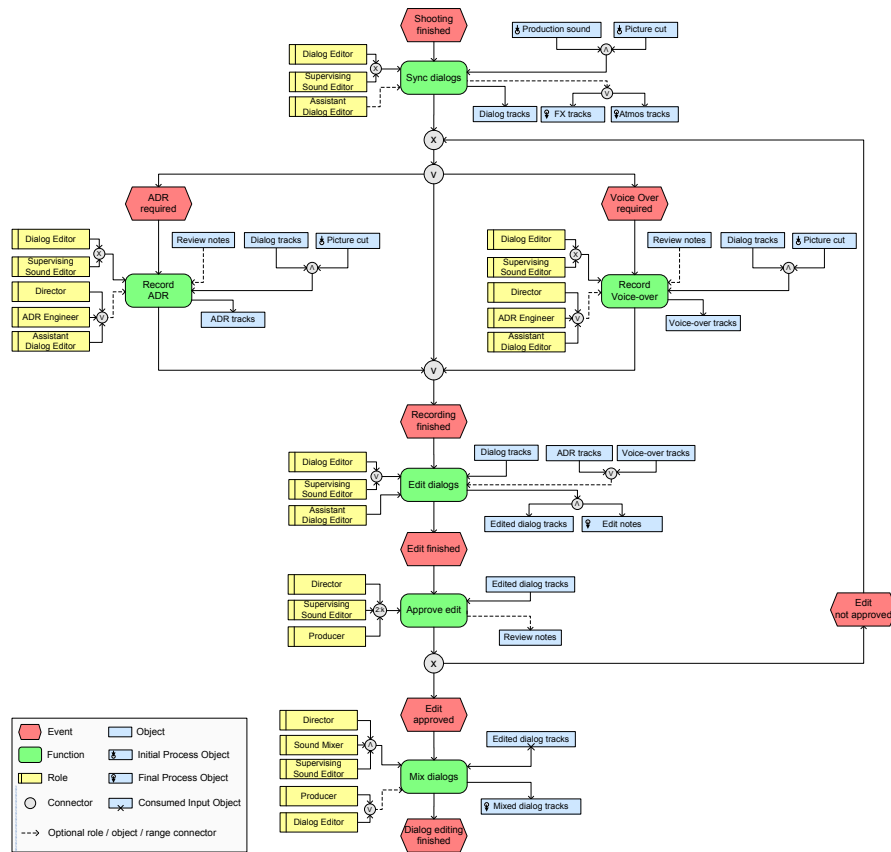 Shooting
finished
Production sound
Picture cut
Dialog Editor
Supervising
Sound Editor
Assistant
Dialog Editor
X
Sync dialogs
ʌ
v
Dialog tracks
FX tracks
Atmos tracks
X
v
ADR
required
Voice Over
required
Dialog Editor
Supervising
Sound Editor
Director
ADR Engineer
Assistant
Dialog Editor
X
v
Review notes
Dialog tracks
Picture cut
ʌ
Record
ADR
ADR tracks
Dialog Editor
Supervising
Sound Editor
Director
ADR Engineer
Assistant
Dialog Editor
X
v
Review notes
Dialog tracks
Picture cut
ʌ
Record
Voice-over
Voice-over tracks
v
Recording
finished
Dialog Editor
Supervising
Sound Editor
Assistant
Dialog Editor
v
Edit dialogs
Dialog tracks
ADR tracks
Voice-over tracks
v
ʌ
Edited dialog tracks
Edit notes
Edit finished
Director
Supervising
Sound Editor
Producer
2:k
Approve edit
Edited dialog tracks
Review notes
Edit
not approved
X
Edit
approved
Director
Sound Mixer
Supervising
Sound Editor
Producer
Dialog Editor
ʌ
v
Mix dialogs
Edited dialog tracks
Mixed dialog tracks
Dialog editing
finished
Event
Object
Function
Initial Process Object
Role
Final Process Object
Connector
Consumed Input Object
Optional role / object / range connector